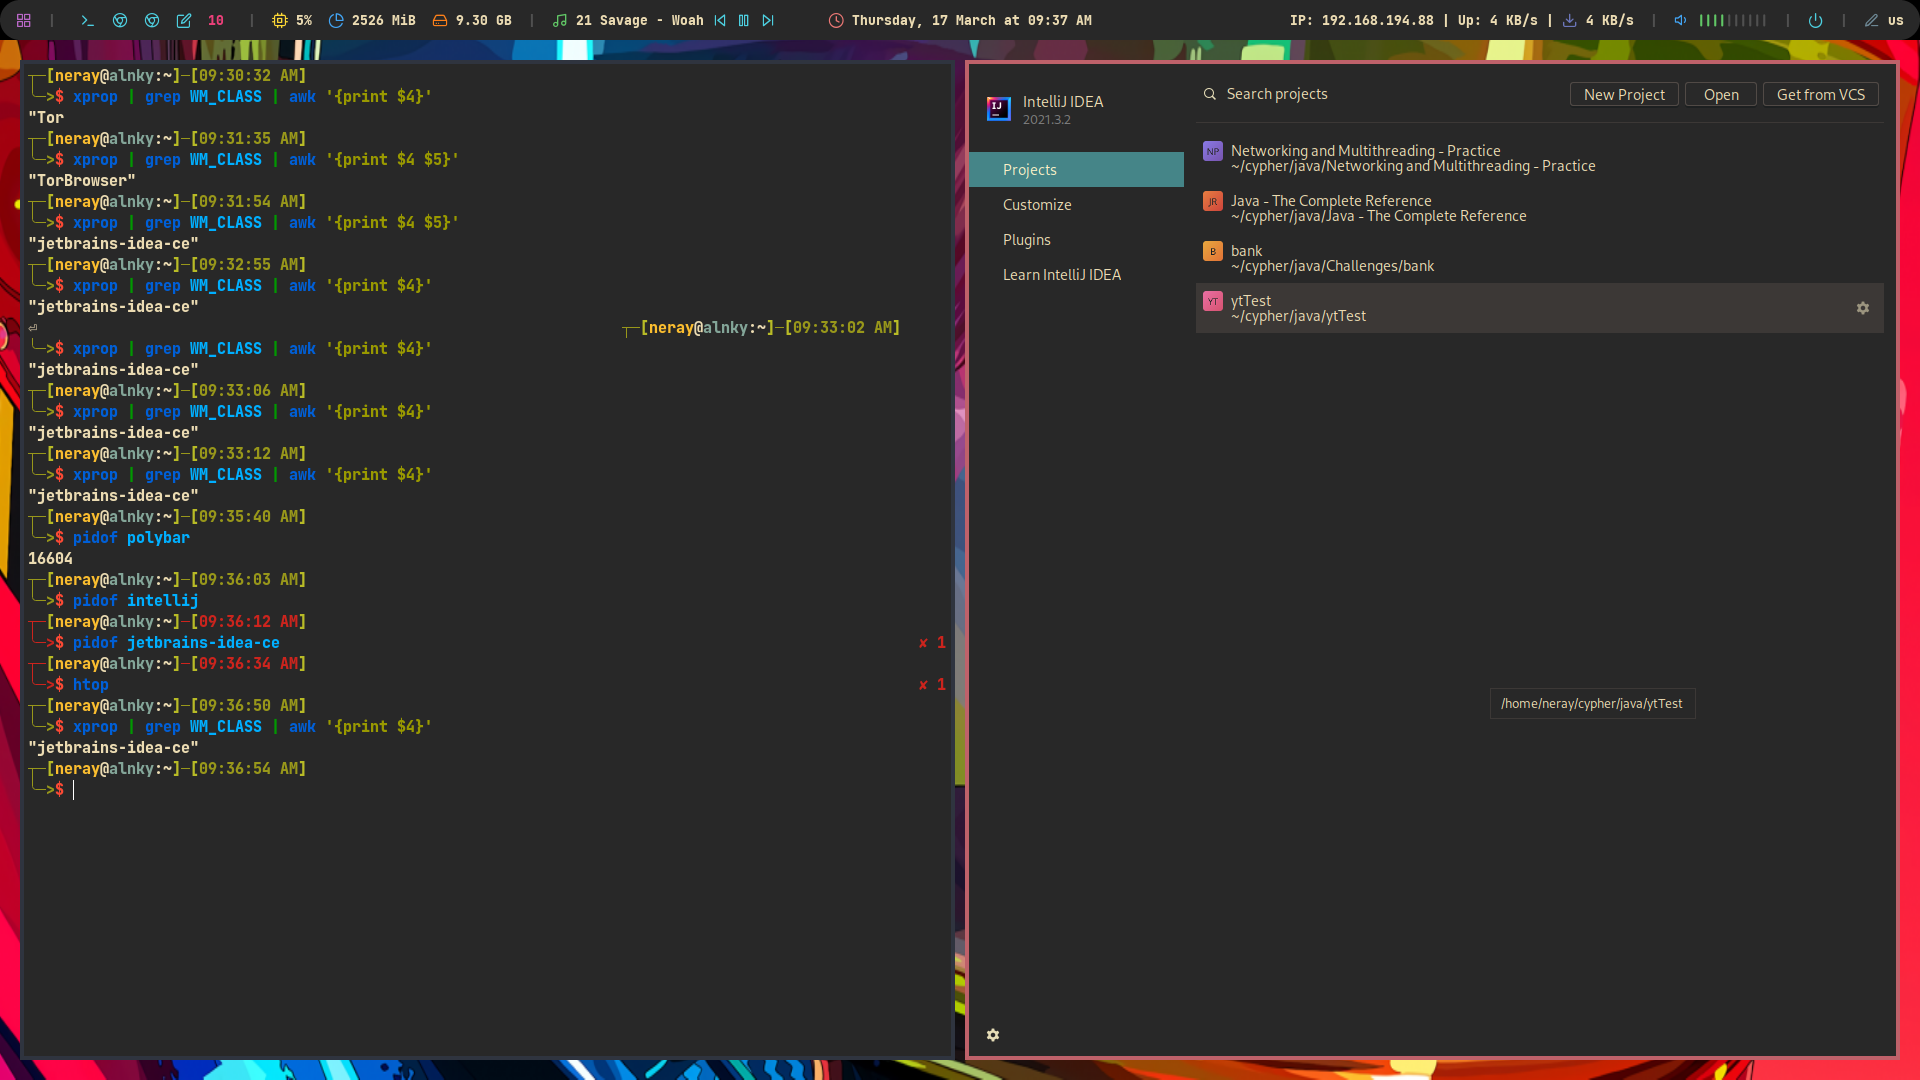 10 | 5% 2526 MiB 9.30 GB | 21 Savage - Woah Thursday, 17 March at 09:37 AM IP: 192.168.194.88 | Up: 4 KB/s | 4 KB/s | | | us
[neray@alnky:~]─[09:30:32 AM]
─>$ xprop | grep WM_CLASS | awk '{print $4}'
"Tor
[neray@alnky:~]─[09:31:35 AM]
─>$ xprop | grep WM_CLASS | awk '{print $4 $5}'
"TorBrowser"
[neray@alnky:~]─[09:31:54 AM]
─>$ xprop | grep WM_CLASS | awk '{print $4 $5}'
"jetbrains-idea-ce"
[neray@alnky:~]─[09:32:55 AM]
─>$ xprop | grep WM_CLASS | awk '{print $4}'
"jetbrains-idea-ce"
⏎ [neray@alnky:~]─[09:33:02 AM]
─>$ xprop | grep WM_CLASS | awk '{print $4}'
"jetbrains-idea-ce"
[neray@alnky:~]─[09:33:06 AM]
─>$ xprop | grep WM_CLASS | awk '{print $4}'
"jetbrains-idea-ce"
[neray@alnky:~]─[09:33:12 AM]
─>$ xprop | grep WM_CLASS | awk '{print $4}'
"jetbrains-idea-ce"
[neray@alnky:~]─[09:35:40 AM]
─>$ pidof polybar
16604
[neray@alnky:~]─[09:36:03 AM]
─>$ pidof intellij
[neray@alnky:~]─[09:36:12 AM]
─>$ pidof jetbrains-idea-ce ✘ 1
[neray@alnky:~]─[09:36:34 AM]
─>$ htop ✘ 1
[neray@alnky:~]─[09:36:50 AM]
─>$ xprop | grep WM_CLASS | awk '{print $4}'
"jetbrains-idea-ce"
[neray@alnky:~]─[09:36:54 AM]
─>$
IJ
IntelliJ IDEA
2021.3.2
Projects
Customize
Plugins
Learn IntelliJ IDEA
Search projects New Project Open Get from VCS
NP Networking and Multithreading - Practice
~/cypher/java/Networking and Multithreading - Practice
JR Java - The Complete Reference
~/cypher/java/Java - The Complete Reference
B bank
~/cypher/java/Challenges/bank
YT ytTest
~/cypher/java/ytTest
/home/neray/cypher/java/ytTest